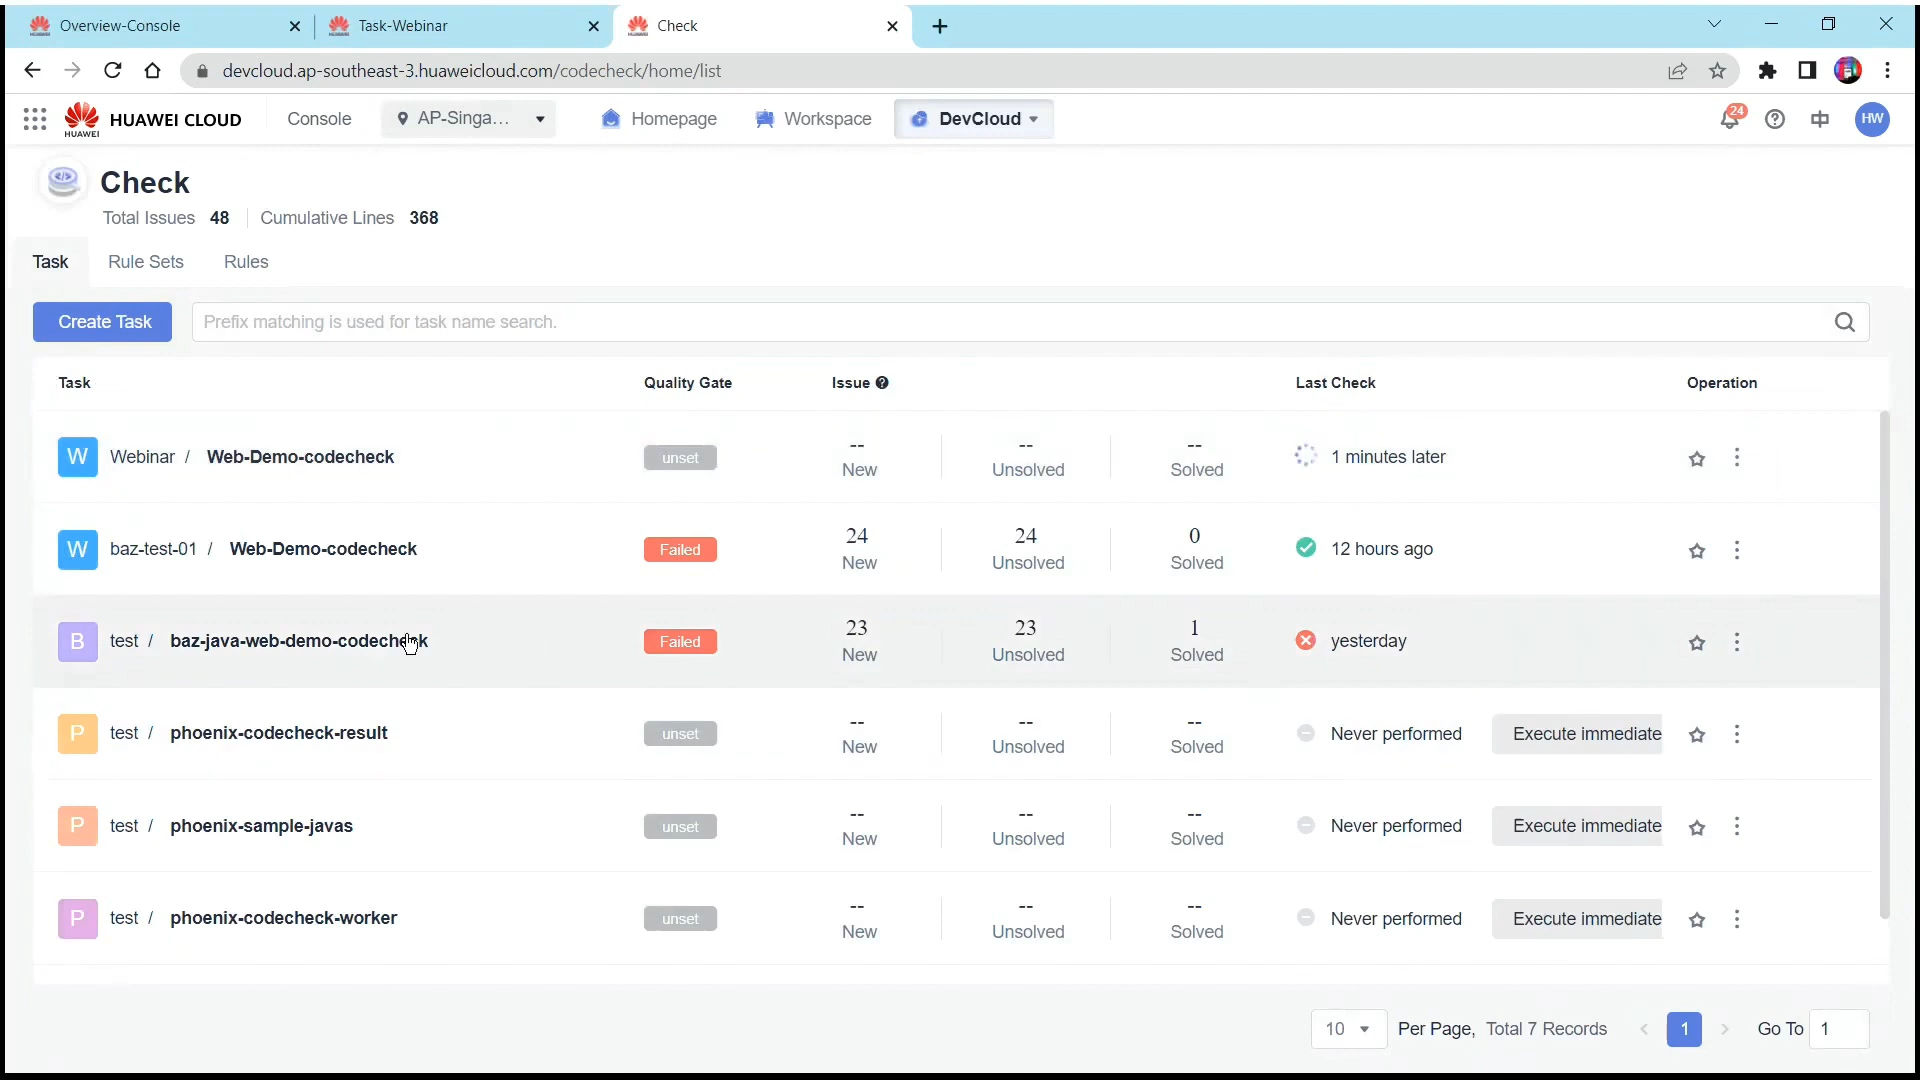 Overview-Console
Task-Webinar
Check
devcloud.ap-southeast-3.huaweicloud.com/codecheck/home/list
HUAWEI
HUAWEI CLOUD
Console
AP-Singa...
Homepage
Workspace
DevCloud
24
HW
Check
Total Issues 48
Cumulative Lines 368
Task
Rule Sets
Rules
Create Task
Prefix matching is used for task name search.
Task Quality Gate Issue Last Check Operation
W Webinar / Web-Demo-codecheck unset -- New -- Unsolved -- Solved 1 minutes later
W baz-test-01 / Web-Demo-codecheck Failed 24 New 24 Unsolved 0 Solved 12 hours ago
B test / baz-java-web-demo-codecheck Failed 23 New 23 Unsolved 1 Solved yesterday
P test / phoenix-codecheck-result unset -- New -- Unsolved -- Solved Never performed Execute immediate
P test / phoenix-sample-javas unset -- New -- Unsolved -- Solved Never performed Execute immediate
P test / phoenix-codecheck-worker unset -- New -- Unsolved -- Solved Never performed Execute immediate
10 Per Page, Total 7 Records < 1 > Go To 1